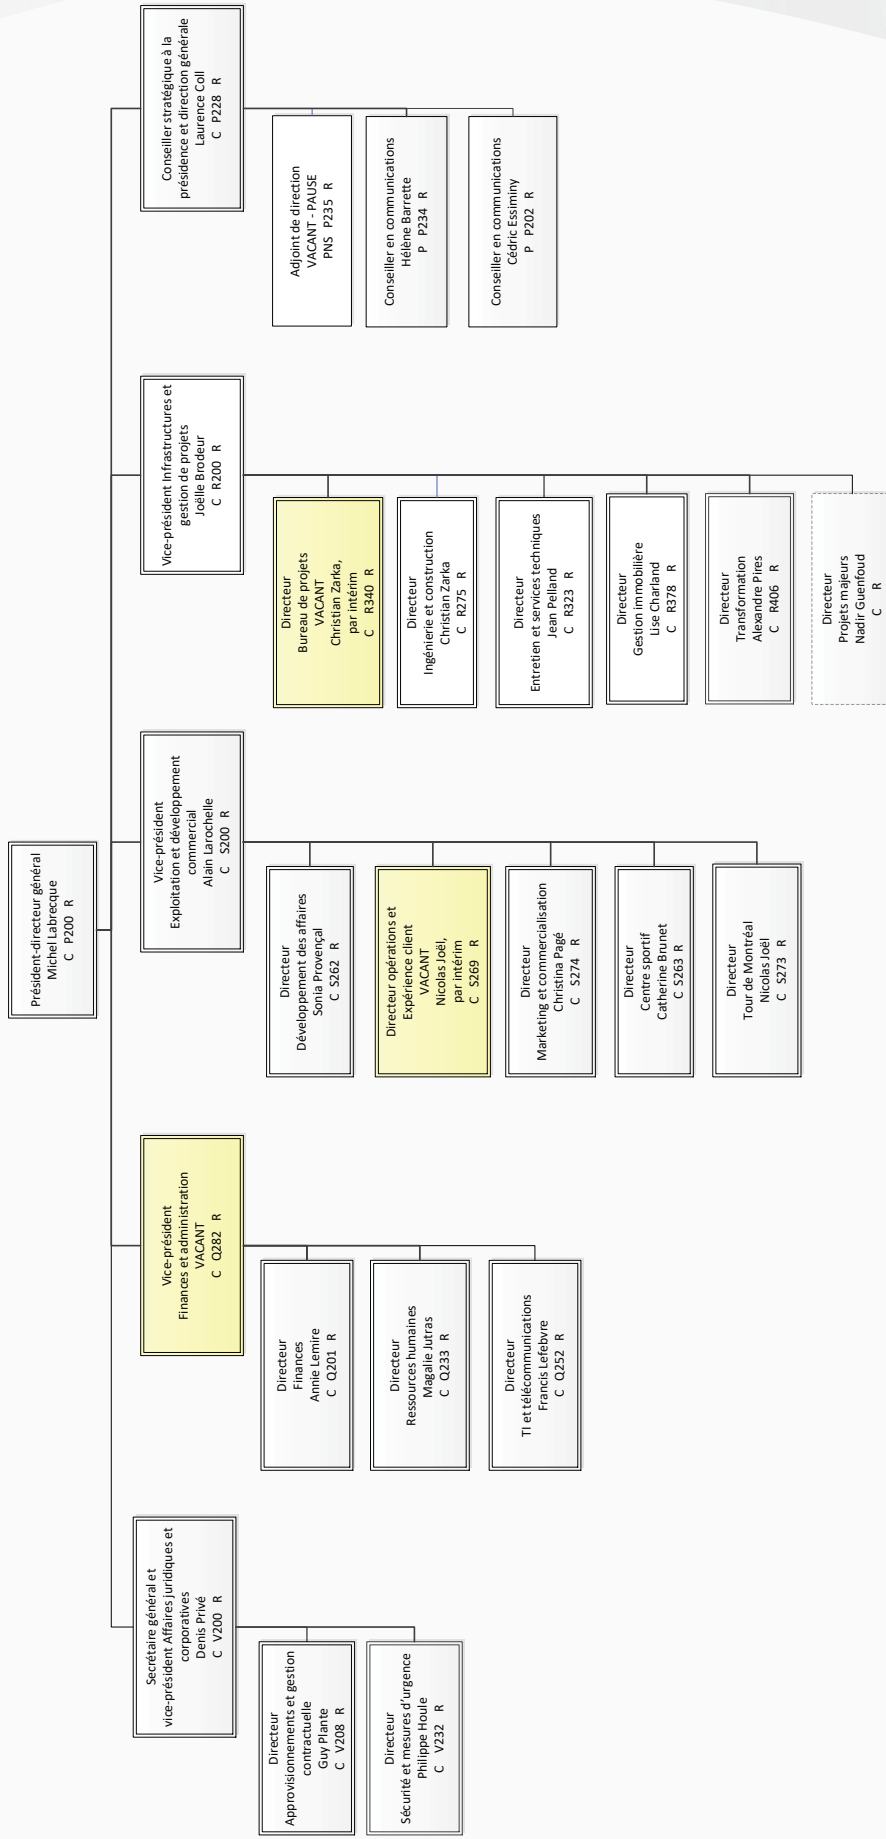 Président-directeur général
Michel Labrecque
C P200 R
Secrétaire général et
vice-président Affaires juridiques et
corporatives
Denis Privé
C V200 R
Directeur
Approvisionnements et gestion
contractuelle
Guy Plante
C V208 R
Directeur
Sécurité et mesures d'urgence
Philippe Houle
C V232 R
Vice-président
Finances et administration
VACANT
C Q282 R
Directeur
Finances
Annie Lemire
C Q201 R
Directeur
Ressources humaines
Magalie Jutras
C Q233 R
Directeur
TI et télécommunications
Francis Lefebvre
C Q252 R
Vice-président
Exploitation et développement
commercial
Alain Larochelle
C S200 R
Directeur
Développement des affaires
Sonia Provençal
C S262 R
Directeur opérations et
Expérience client
VACANT
Nicolas Joël,
par intérim
C S269 R
Directeur
Marketing et commercialisation
Christina Pagé
C S274 R
Directeur
Centre sportif
Catherine Brunet
C S263 R
Directeur
Tour de Montréal
Nicolas Joël
C S273 R
Vice-président Infrastructures et
gestion de projets
Joëlle Brodeur
C R200 R
Directeur
Bureau de projets
VACANT
Christian Zarka,
par intérim
C R340 R
Directeur
Ingénierie et construction
Christian Zarka
C R275 R
Directeur
Entretien et services techniques
Jean Pelland
C R323 R
Directeur
Gestion immobilière
Lise Charland
C R378 R
Directeur
Transformation
Alexandre Pires
C R406 R
Directeur
Projets majeurs
Nadir Guenfoud
C R
Conseiller stratégique à la
présidence et direction générale
Laurence Coll
C P228 R
Adjoint de direction
VACANT - PAUSE
PNS P235 R
Conseiller en communications
Hélène Barrette
P P234 R
Conseiller en communications
Cédric Essiminy
P P202 R